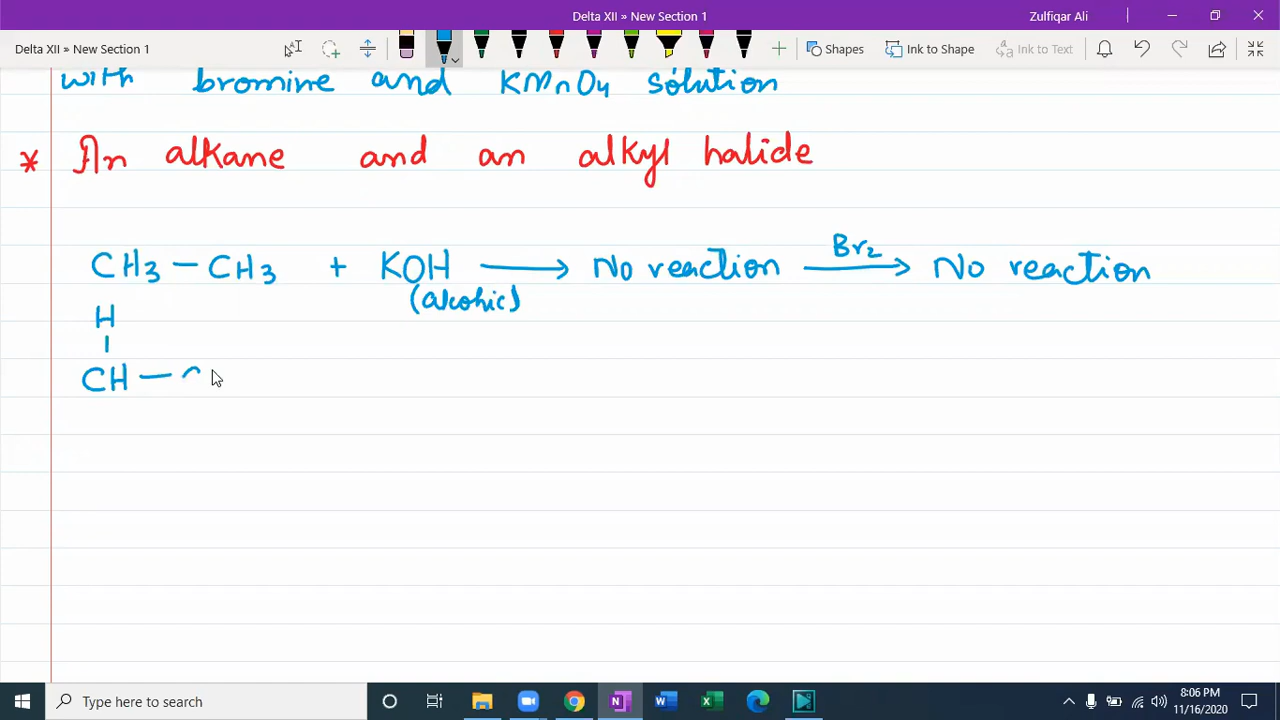 Delta XII » New Section 1
Zulfiqar Ali
Delta XII » New Section 1
Shapes
Ink to Shape
Ink to Text
with bromine and KMnO4 solution
* An alkane and an alkyl halide
Br2
CH3 — CH3 + KOH ⟶ No reaction ⟶ No reaction
(alcohic)
H
CH —
Type here to search
8:06 PM
11/16/2020